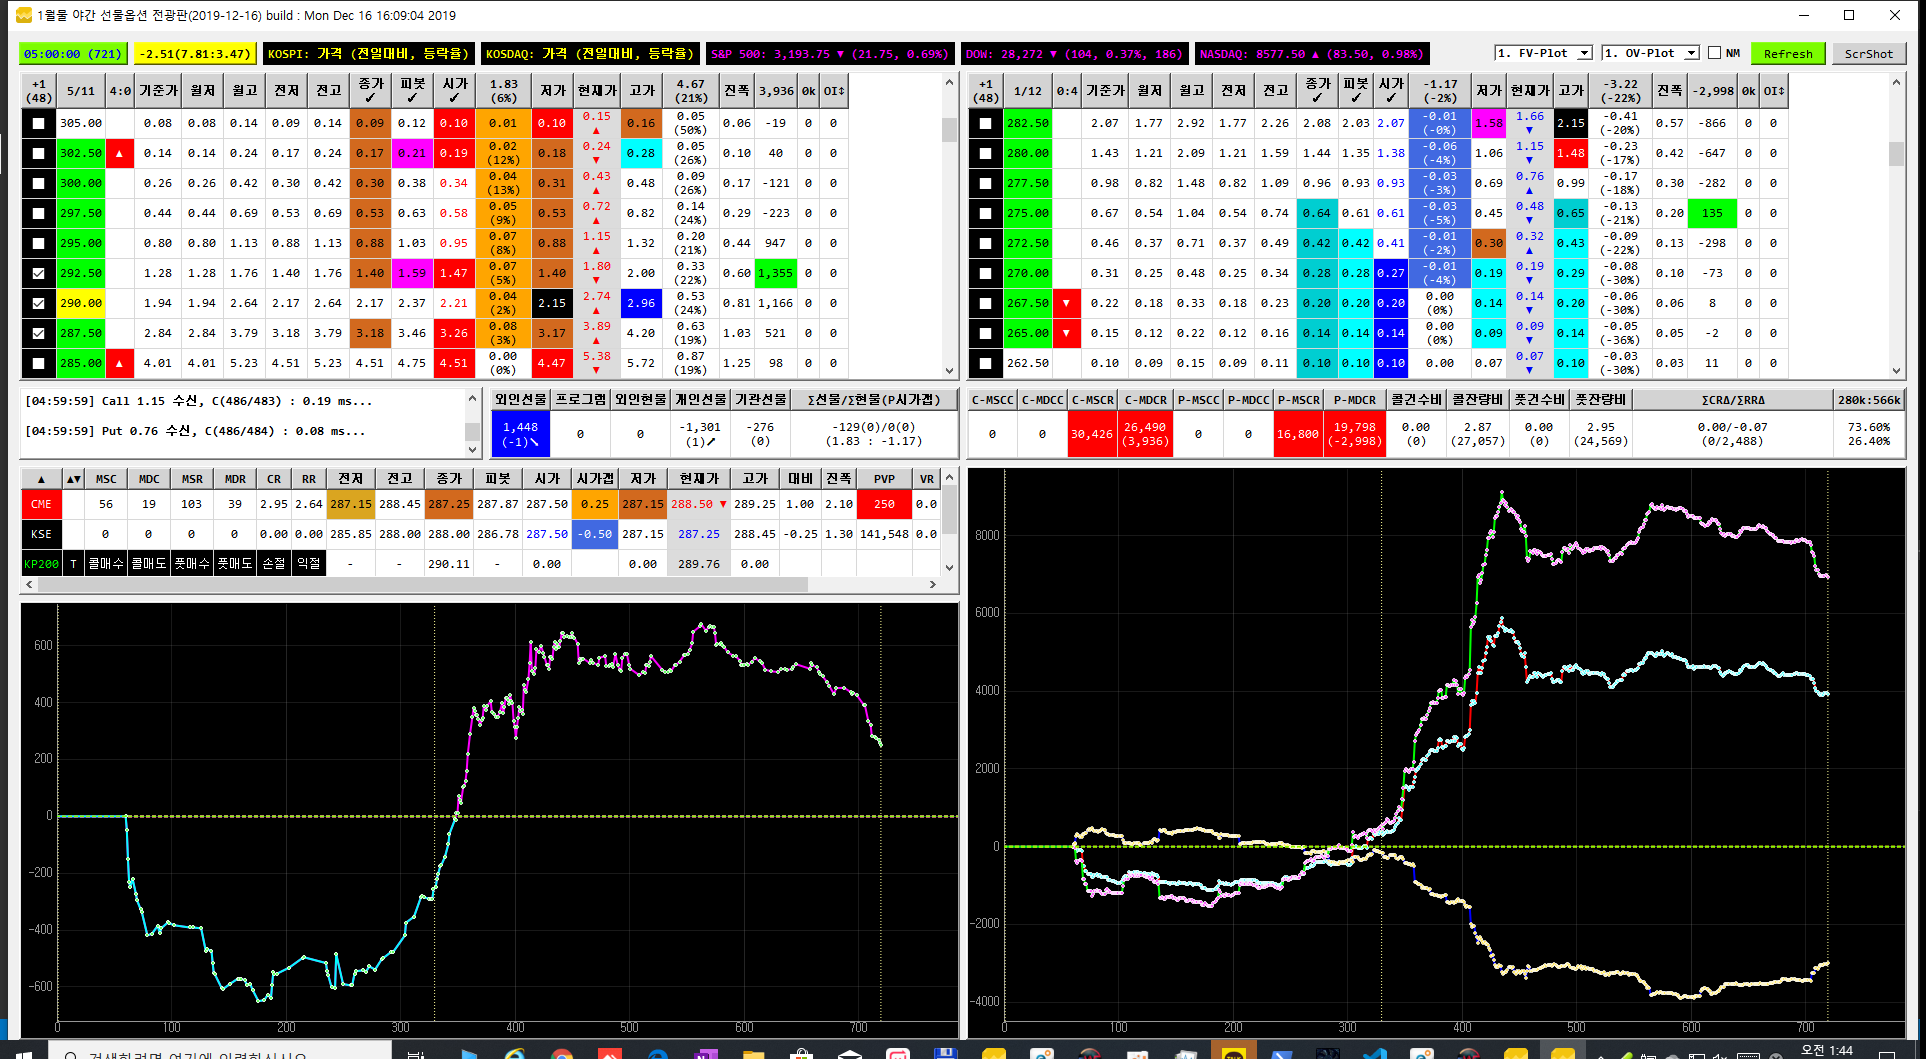 1월물 야간 선물옵션 전광판(2019-12-16) build : Mon Dec 16 16:09:04 2019
05:00:00 (721) -2.51(7.81:3.47) KOSPI: 가격 (전일대비, 등락율) KOSDAQ: 가격 (전일대비, 등락율) S&P 500: 3,193.75 ▼ (21.75, 0.69%) DOW: 28,272 ▼ (104, 0.37%, 186) NASDAQ: 8577.50 ▲ (83.50, 0.98%) 1. FV-Plot 1. OV-Plot NM Refresh ScrShot
+1 (48) 5/11 4:0 기준가 월저 월고 전저 전고 종가 ✓ 피봇 ✓ 시가 ✓ 1.83 (6%) 저가 현재가 고가 4.67 (21%) 진폭 3,936 0k OI↕
305.00 0.08 0.08 0.14 0.09 0.14 0.09 0.12 0.10 0.01 0.10 0.15 ▲ 0.16 0.05 (50%) 0.06 -19 0 0
302.50 ▲ 0.14 0.14 0.24 0.17 0.24 0.17 0.21 0.19 0.02 (12%) 0.18 0.24 ▼ 0.28 0.05 (26%) 0.10 40 0 0
300.00 0.26 0.26 0.42 0.30 0.42 0.30 0.38 0.34 0.04 (13%) 0.31 0.43 ▲ 0.48 0.09 (26%) 0.17 -121 0 0
297.50 0.44 0.44 0.69 0.53 0.69 0.53 0.63 0.58 0.05 (9%) 0.53 0.72 ▲ 0.82 0.14 (24%) 0.29 -223 0 0
295.00 0.80 0.80 1.13 0.88 1.13 0.88 1.03 0.95 0.07 (8%) 0.88 1.15 ▲ 1.32 0.20 (21%) 0.44 947 0 0
292.50 1.28 1.28 1.76 1.40 1.76 1.40 1.59 1.47 0.07 (5%) 1.40 1.80 ▼ 2.00 0.33 (22%) 0.60 1,355 0 0
290.00 1.94 1.94 2.64 2.17 2.64 2.17 2.37 2.21 0.04 (2%) 2.15 2.74 ▲ 2.96 0.53 (24%) 0.81 1,166 0 0
287.50 2.84 2.84 3.79 3.18 3.79 3.18 3.46 3.26 0.08 (3%) 3.17 3.89 ▲ 4.20 0.63 (19%) 1.03 521 0 0
285.00 ▲ 4.01 4.01 5.23 4.51 5.23 4.51 4.75 4.51 0.00 (0%) 4.47 5.38 ▼ 5.72 0.87 (19%) 1.25 98 0 0
+1 (48) 1/12 0:4 기준가 월저 월고 전저 전고 종가 ✓ 피봇 ✓ 시가 ✓ -1.17 (-2%) 저가 현재가 고가 -3.22 (-22%) 진폭 -2,998 0k OI↕
282.50 2.07 1.77 2.92 1.77 2.26 2.08 2.03 2.07 -0.01 (-0%) 1.58 1.66 ▼ 2.15 -0.41 (-20%) 0.57 -866 0 0
280.00 1.43 1.21 2.09 1.21 1.59 1.44 1.35 1.38 -0.06 (-4%) 1.06 1.15 ▼ 1.48 -0.23 (-17%) 0.42 -647 0 0
277.50 0.98 0.82 1.48 0.82 1.09 0.96 0.93 0.93 -0.03 (-3%) 0.69 0.76 ▲ 0.99 -0.17 (-18%) 0.30 -282 0 0
275.00 0.67 0.54 1.04 0.54 0.74 0.64 0.61 0.61 -0.03 (-5%) 0.45 0.48 ▼ 0.65 -0.13 (-21%) 0.20 135 0 0
272.50 0.46 0.37 0.71 0.37 0.49 0.42 0.42 0.41 -0.01 (-2%) 0.30 0.32 ▲ 0.43 -0.09 (-22%) 0.13 -298 0 0
270.00 0.31 0.25 0.48 0.25 0.34 0.28 0.28 0.27 -0.01 (-4%) 0.19 0.19 ▼ 0.29 -0.08 (-30%) 0.10 -73 0 0
267.50 ▼ 0.22 0.18 0.33 0.18 0.23 0.20 0.20 0.20 0.00 (0%) 0.14 0.14 ▼ 0.20 -0.06 (-30%) 0.06 8 0 0
265.00 ▼ 0.15 0.12 0.22 0.12 0.16 0.14 0.14 0.14 0.00 (0%) 0.09 0.09 ▼ 0.14 -0.05 (-36%) 0.05 -2 0 0
262.50 0.10 0.09 0.15 0.09 0.11 0.10 0.10 0.10 0.00 0.07 0.07 ▼ 0.10 -0.03 (-30%) 0.03 11 0 0
[04:59:59] Call 1.15 수신, C(486/483) : 0.19 ms...
[04:59:59] Put 0.76 수신, C(486/484) : 0.08 ms...
외인선물 프로그램 외인현물 개인선물 기관선물 Σ선물/Σ현물(P시가갭)
1,448 (-1)↘ 0 0 -1,301 (1)↗ -276 (0) -129(0)/0(0) (1.83 : -1.17)
C-MSCC C-MDCC C-MSCR C-MDCR P-MSCC P-MDCC P-MSCR P-MDCR 콜건수비 콜잔량비 풋건수비 풋잔량비 ΣCRΔ/ΣRRΔ 280k:566k
0 0 30,426 26,490 (3,936) 0 0 16,800 19,798 (-2,998) 0.00 (0) 2.87 (27,057) 0.00 (0) 2.95 (24,569) 0.00/-0.07 (0/2,488) 73.60% 26.40%
▲ ▲▼ MSC MDC MSR MDR CR RR 전저 전고 종가 피봇 시가 시가갭 저가 현재가 고가 대비 진폭 PVP VR
CME 56 19 103 39 2.95 2.64 287.15 288.45 287.25 287.87 287.50 0.25 287.15 288.50 ▼ 289.25 1.00 2.10 250 0.0
KSE 0 0 0 0 0.00 0.00 285.85 288.00 288.00 286.78 287.50 -0.50 287.15 287.25 288.45 -0.25 1.30 141,548 0.0
KP200 T 콜매수 콜매도 풋매수 풋매도 손절 익절 - - 290.11 - 0.00 0.00 289.76 0.00
600
400
200
0
-200
-400
-600
0 100 200 300 400 500 600 700
8000
6000
4000
2000
0
-2000
-4000
0 100 200 300 400 500 600 700
검색하려면 여기에 입력하십시오
오전 1:44